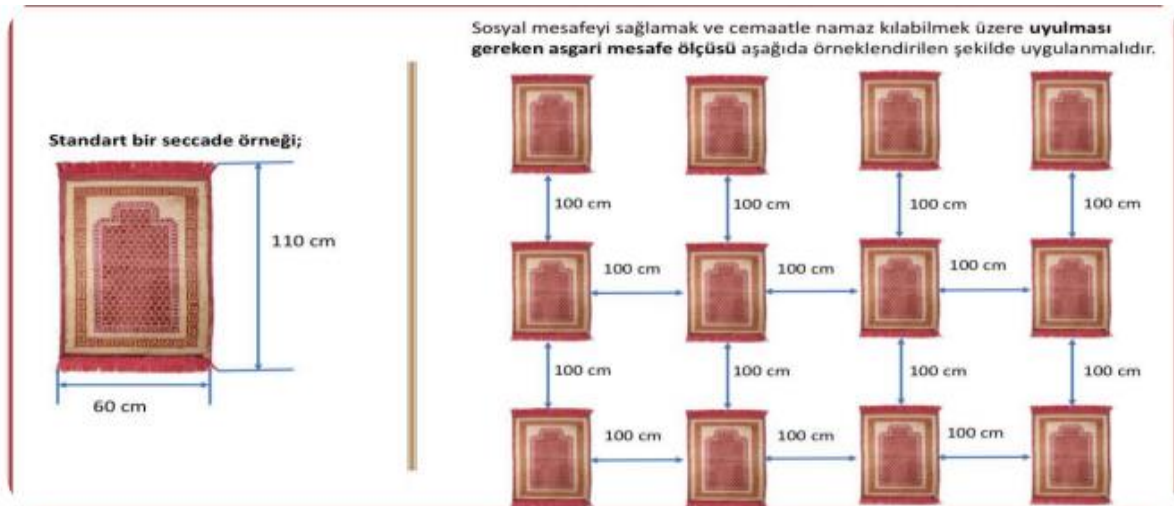 Sosyal mesafeyi sağlamak ve cemaatle namaz kılabilmek üzere uyulması
gereken asgari mesafe ölçüsü aşağıda örneklendirilen şekilde uygulanmalıdır.
Standart bir seccade örneği;
110 cm
60 cm
100 cm 100 cm 100 cm 100 cm
100 cm 100 cm 100 cm
100 cm 100 cm 100 cm 100 cm
100 cm 100 cm 100 cm